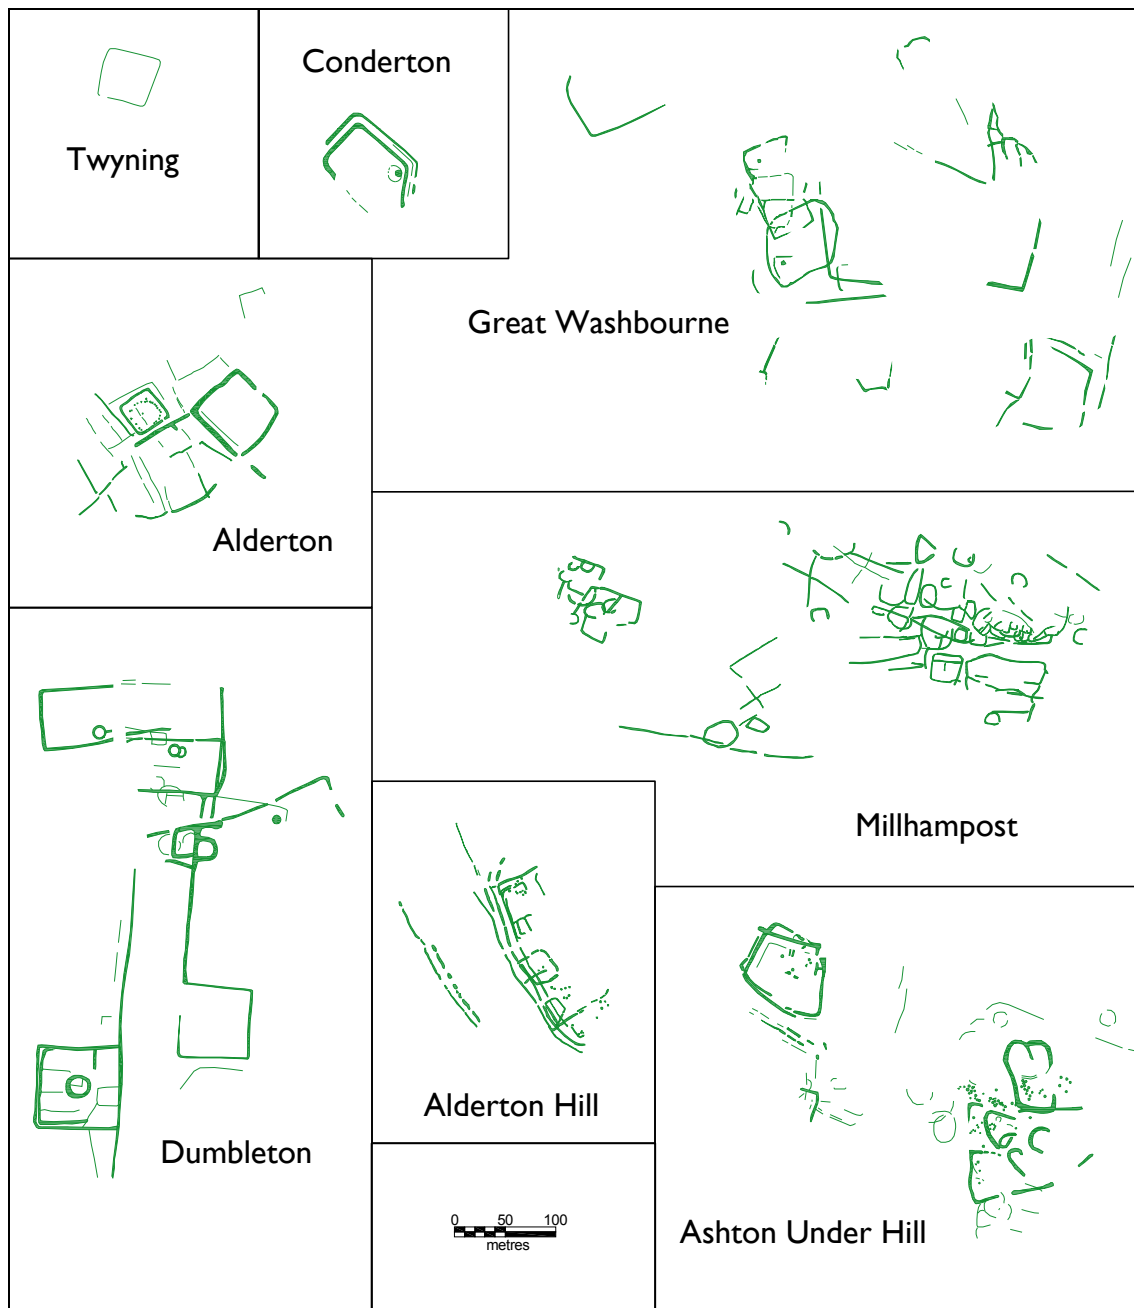 Conderton
Twyning
Great Washbourne
Alderton
Millhampost
Alderton Hill
Dumbleton
0 50 100
metres
Ashton Under Hill